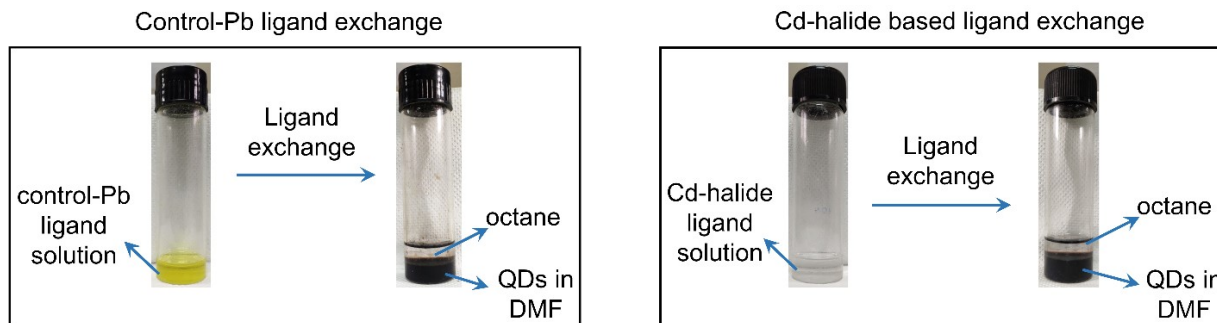 Control-Pb ligand exchange
Ligand
exchange
control-Pb
ligand
solution
octane
QDs in
DMF
Cd-halide based ligand exchange
Ligand
exchange
Cd-halide
ligand
solution
octane
QDs in
DMF